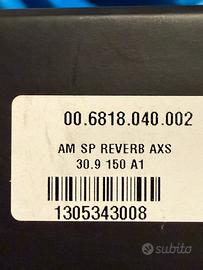 00.6818.040.002
AM SP REVERB AXS
30.9 150 A1
1305343008
subito